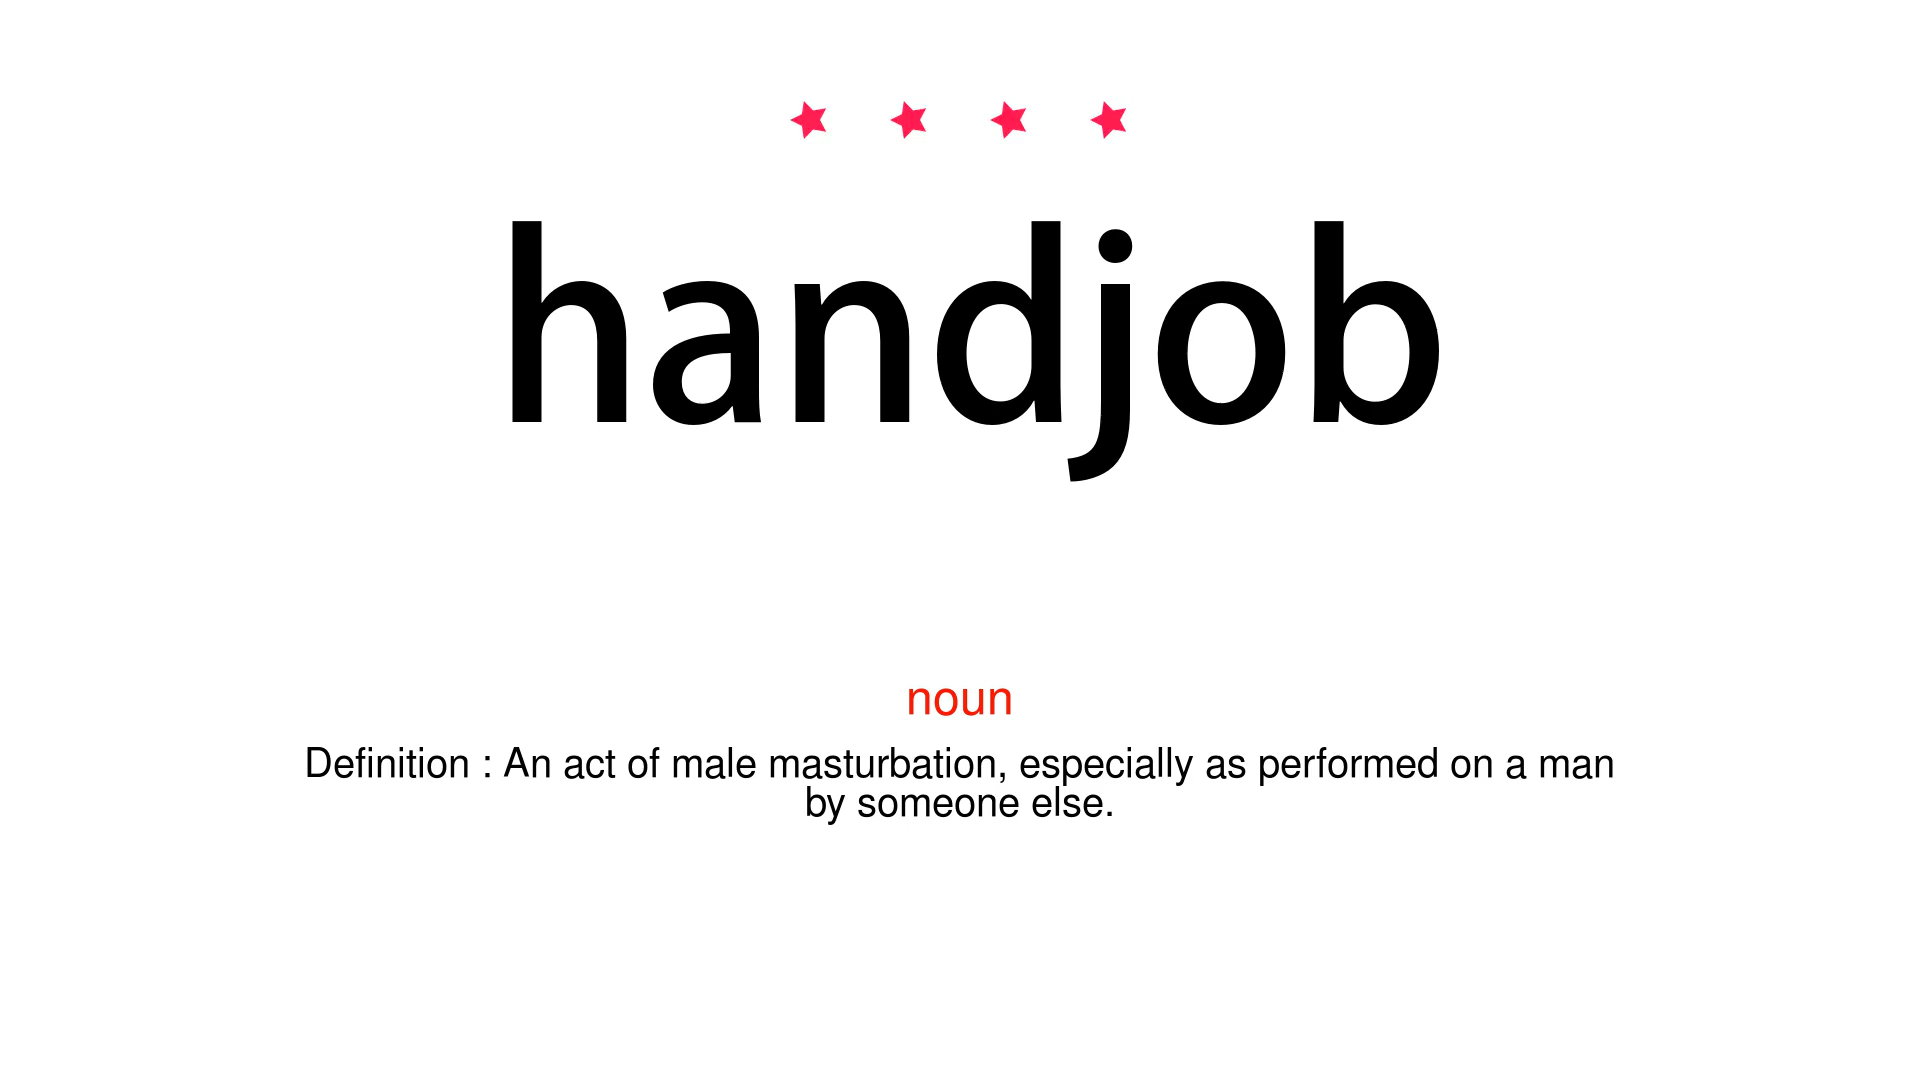 handjob
noun
Definition : An act of male masturbation, especially as performed on a man
by someone else.